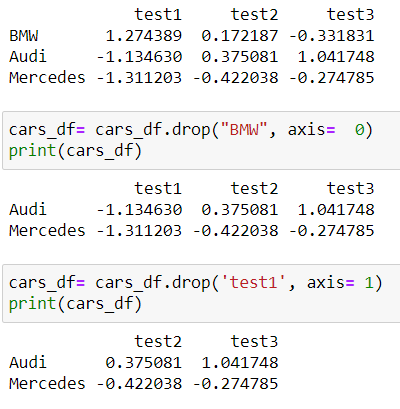 test1 test2 test3
BMW 1.274389 0.172187 -0.331831
Audi -1.134630 0.375081 1.041748
Mercedes -1.311203 -0.422038 -0.274785
cars_df= cars_df.drop("BMW", axis=  0)
print(cars_df)
test1 test2 test3
Audi -1.134630 0.375081 1.041748
Mercedes -1.311203 -0.422038 -0.274785
cars_df= cars_df.drop('test1', axis= 1)
print(cars_df)
test2 test3
Audi 0.375081 1.041748
Mercedes -0.422038 -0.274785